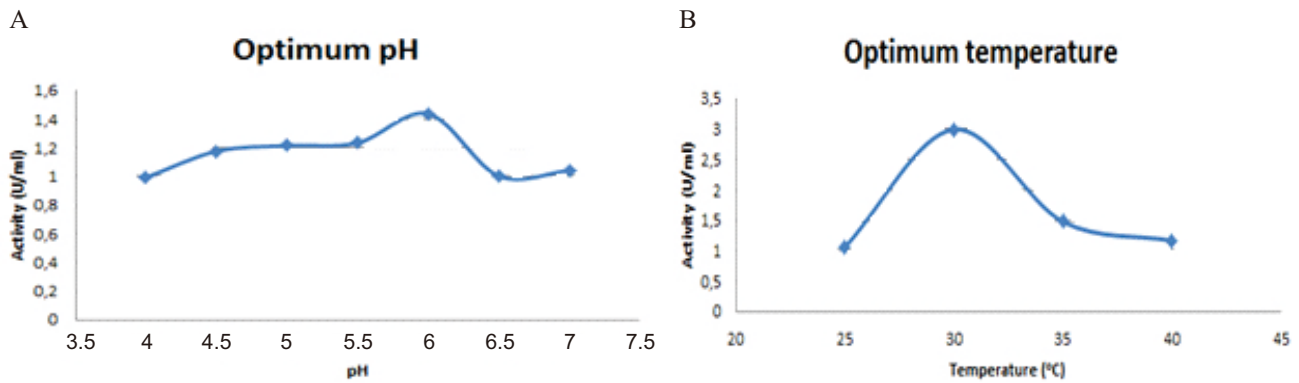 A
Optimum pH
1,6
1,4
1,2
1
0,8
0,6
0,4
0,2
0
Activity (U/ml)
3.5 4 4.5 5 5.5 6 6.5 7 7.5
pH
B
Optimum temperature
3,5
3
2,5
2
1,5
1
0,5
0
Activity (U/ml)
20 25 30 35 40 45
Temperature (ºC)